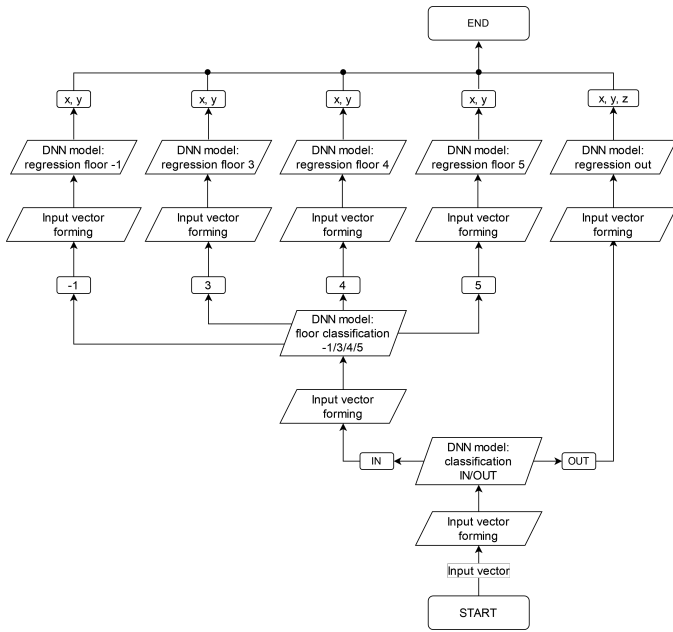 END
x, y
x, y
x, y
x, y
x, y, z
DNN model:
regression floor -1
DNN model:
regression floor 3
DNN model:
regression floor 4
DNN model:
regression floor 5
DNN model:
regression out
Input vector
forming
Input vector
forming
Input vector
forming
Input vector
forming
Input vector
forming
-1
3
4
5
DNN model:
floor classification
-1/3/4/5
Input vector
forming
IN
DNN model:
classification
IN/OUT
OUT
Input vector
forming
Input vector
START